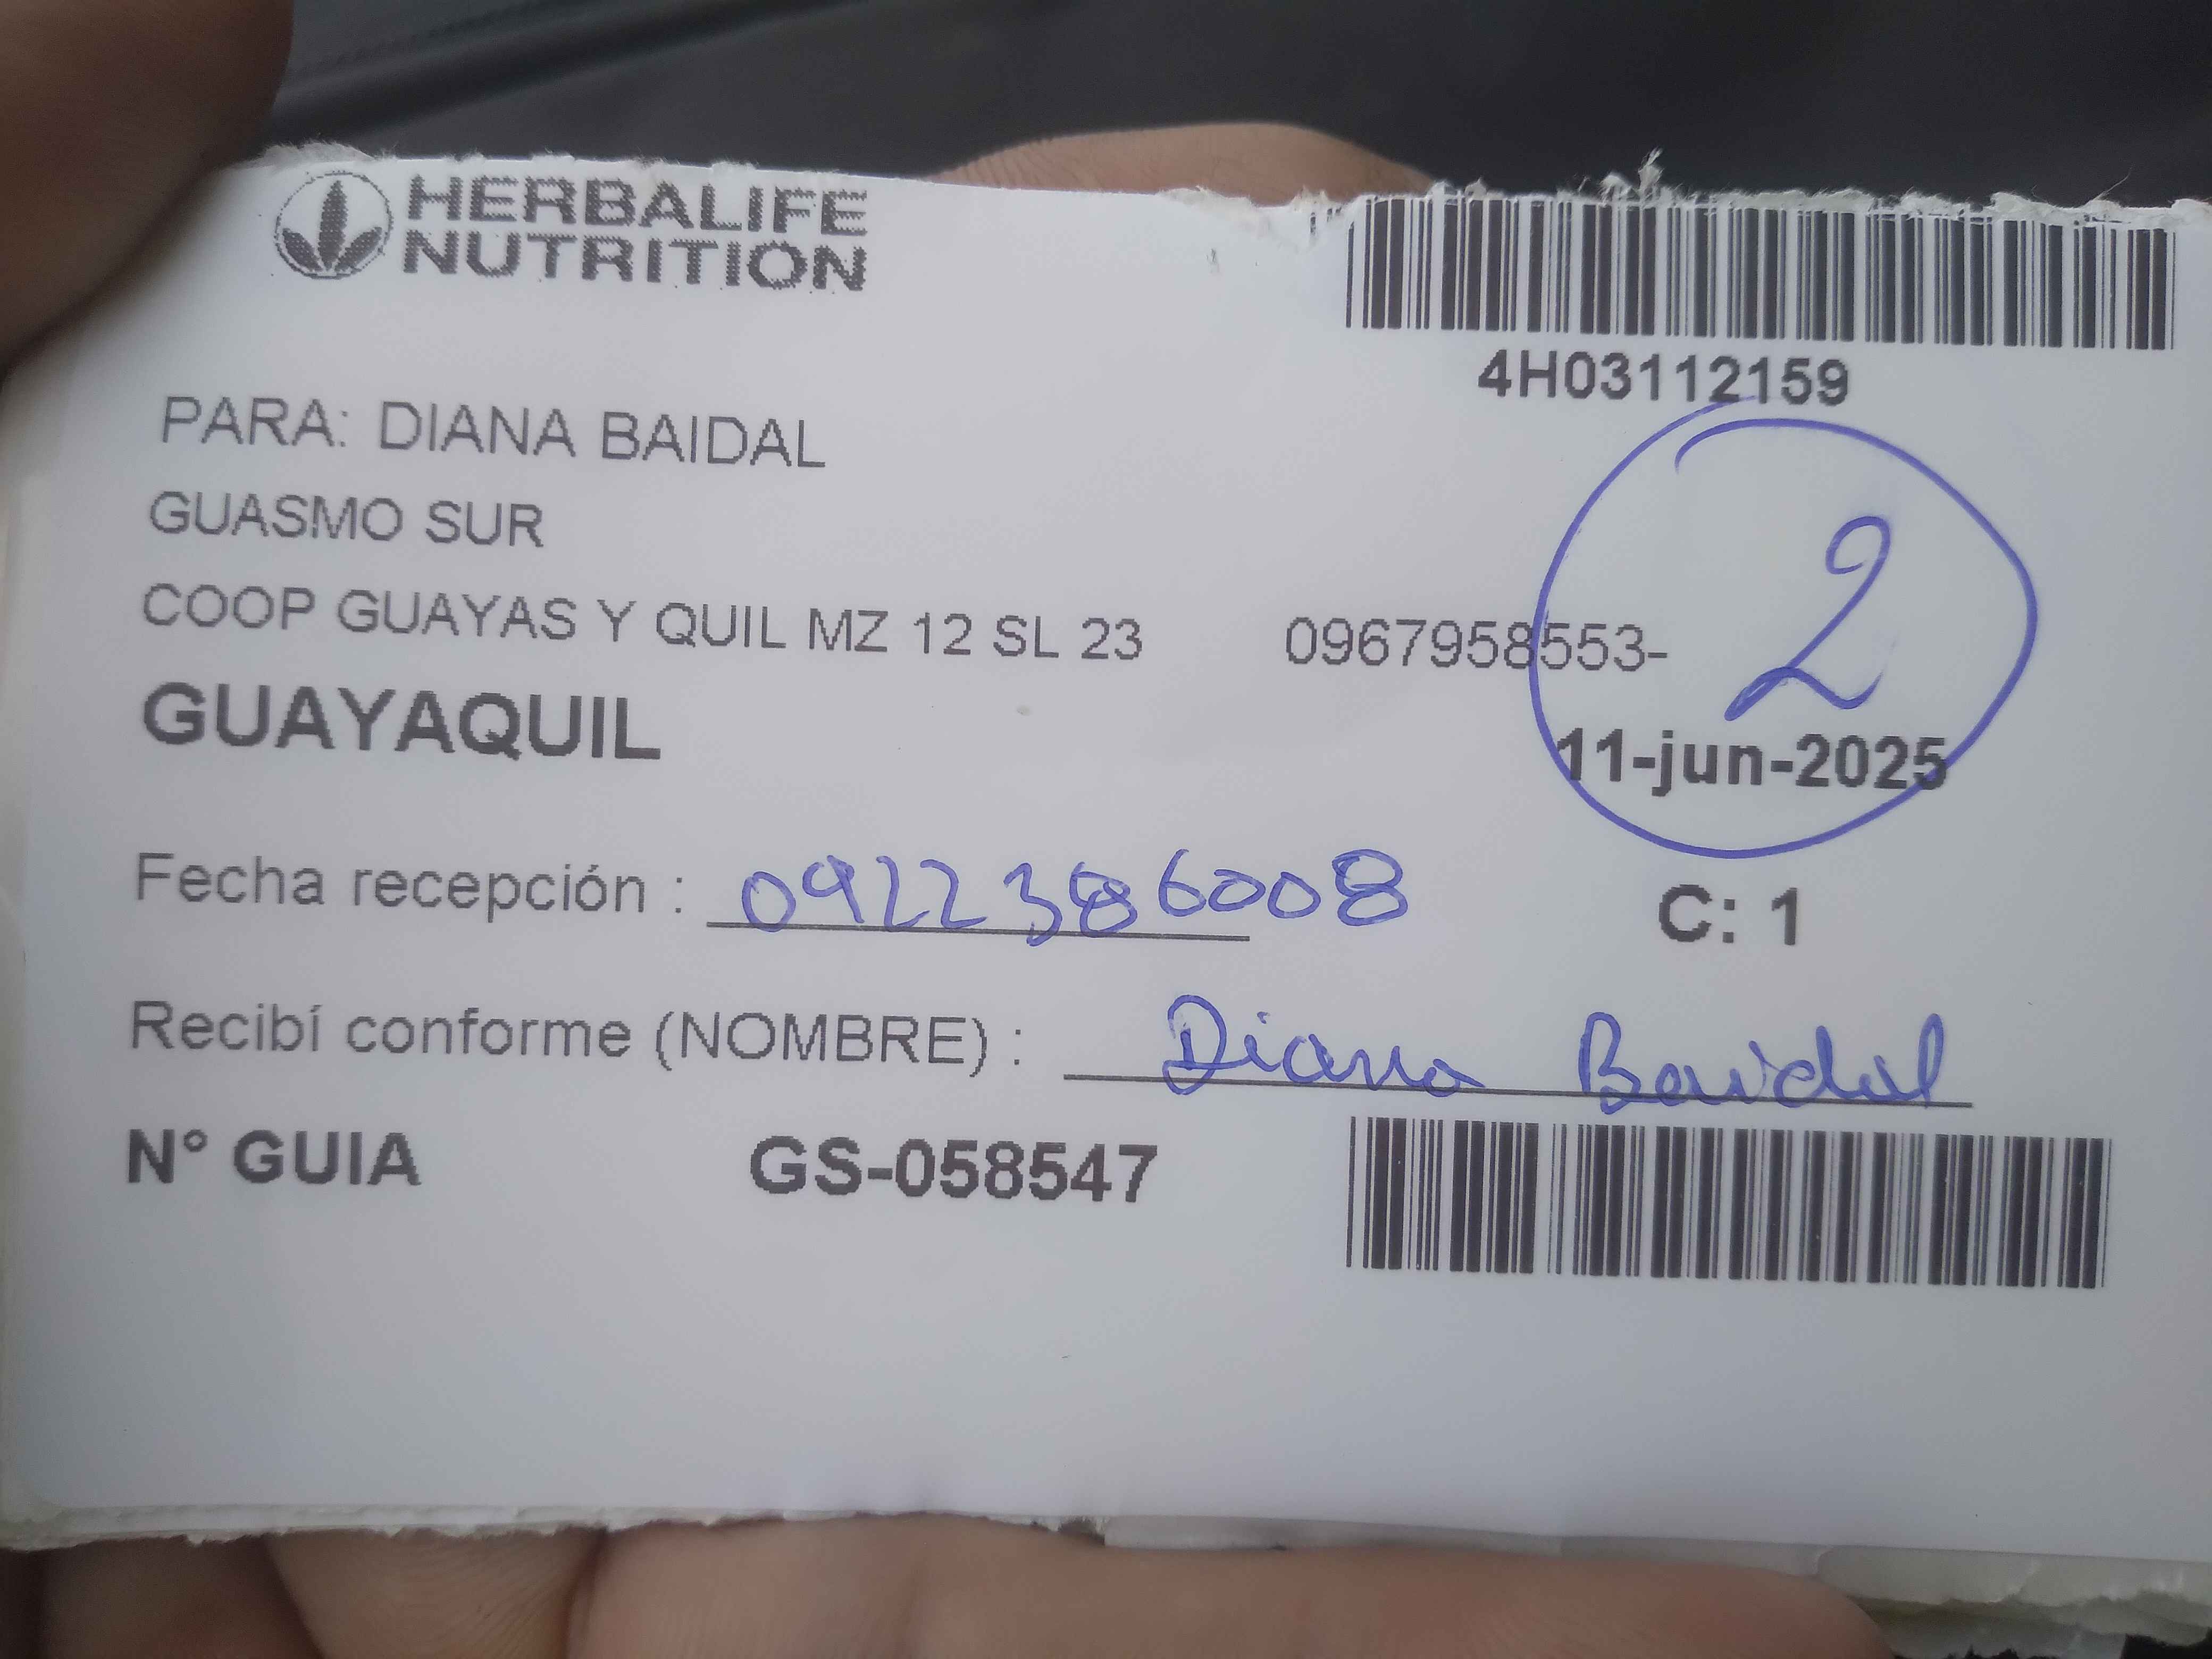 HERBALIFE
NUTRITION
4H03112159
PARA: DIANA BAIDAL
GUASMO SUR
COOP GUAYAS Y QUIL MZ 12 SL 23 0967958553-
2
GUAYAQUIL 11-jun-2025
Fecha recepción : 0922386008
C: 1
Recibí conforme (NOMBRE) : Diana Baidal
N° GUIA GS-058547